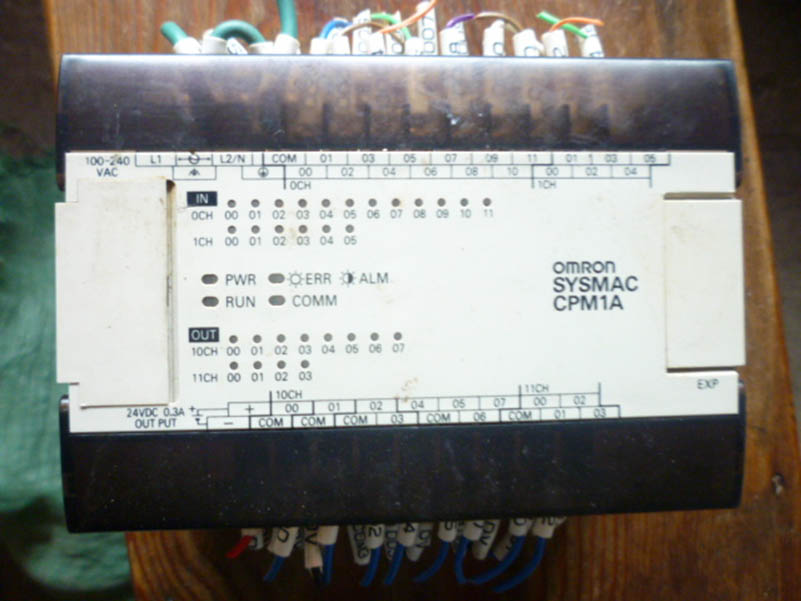 100-240 VAC L1 L2/N COM 01 03 05 07 09 11 01 03 05
00 02 04 06 08 10 00 02 04
0CH 1CH
IN
0CH 00 01 02 03 04 05 06 07 08 09 10 11
1CH 00 01 02 03 04 05
PWR ERR ALM
RUN COMM
OMRON
SYSMAC
CPM1A
OUT
10CH 00 01 02 03 04 05 06 07
11CH 00 01 02 03
EXP
10CH 11CH
24VDC 0.3A + 00 01 02 04 05 07 00 02
OUT PUT - COM COM COM 03 COM 06 COM 01 03